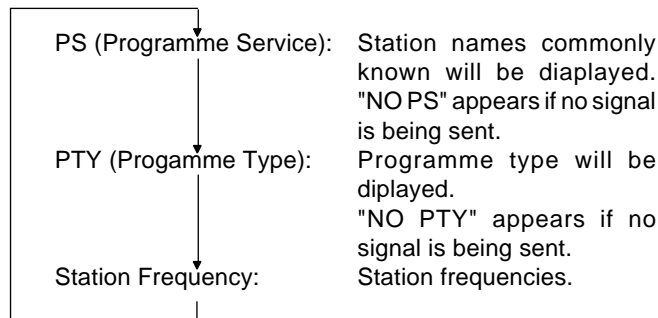 PS (Programme Service): Station names commonly
known will be diaplayed.
"NO PS" appears if no signal
is being sent.
PTY (Progamme Type): Programme type will be
diplayed.
"NO PTY" appears if no
signal is being sent.
Station Frequency: Station frequencies.